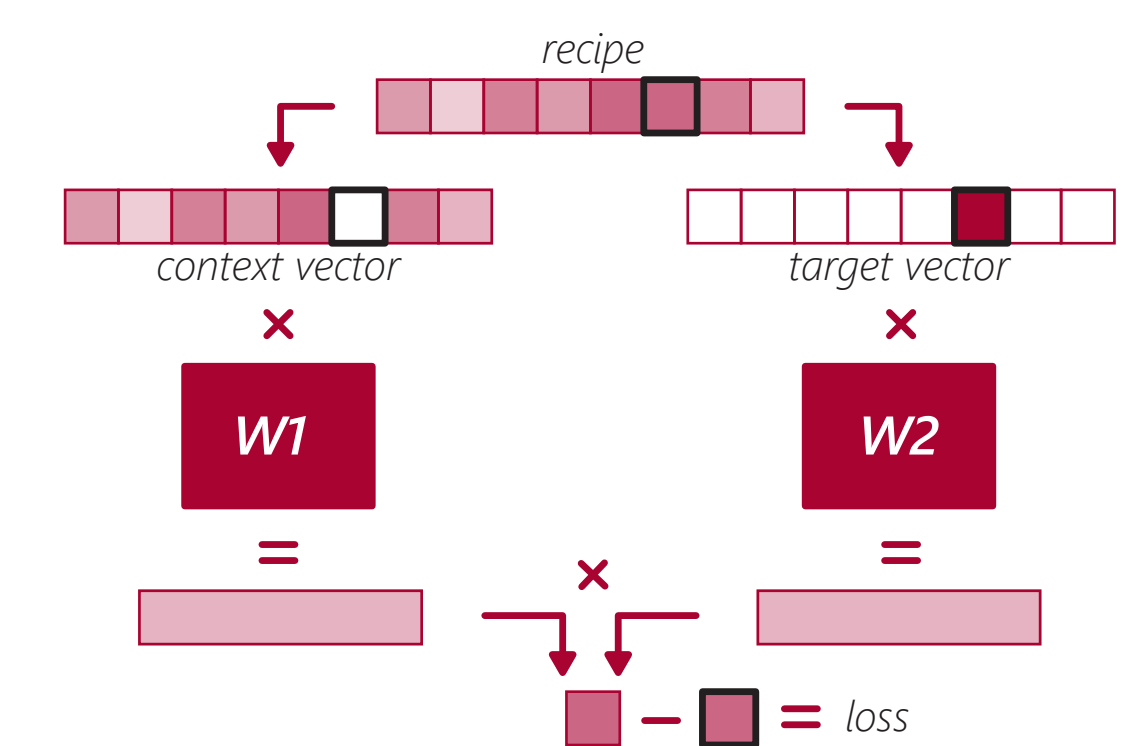 recipe
context vector
target vector
×
×
W1
W2
=
=
×
– = loss